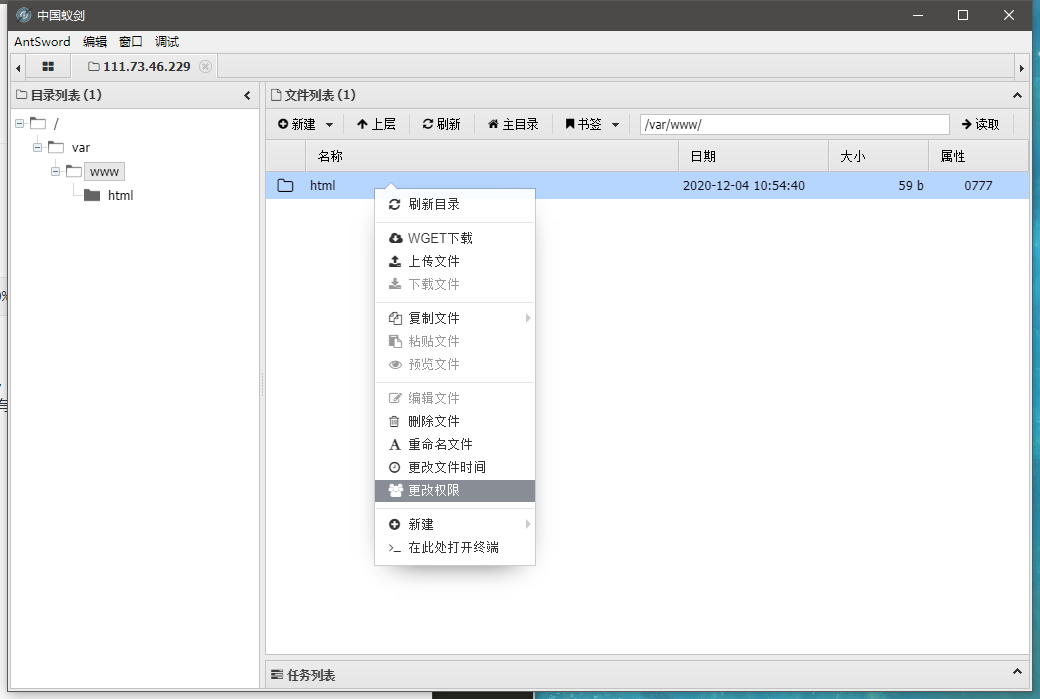 中国蚁剑
AntSword 编辑 窗口 调试
111.73.46.229
目录列表 (1)
文件列表 (1)
新建 上层 刷新 主目录 书签 /var/www/ 读取
名称 日期 大小 属性
/
var
www
html
html 2020-12-04 10:54:40 59 b 0777
刷新目录
WGET下载
上传文件
下载文件
复制文件
粘贴文件
预览文件
编辑文件
删除文件
重命名文件
更改文件时间
更改权限
新建
在此处打开终端
任务列表